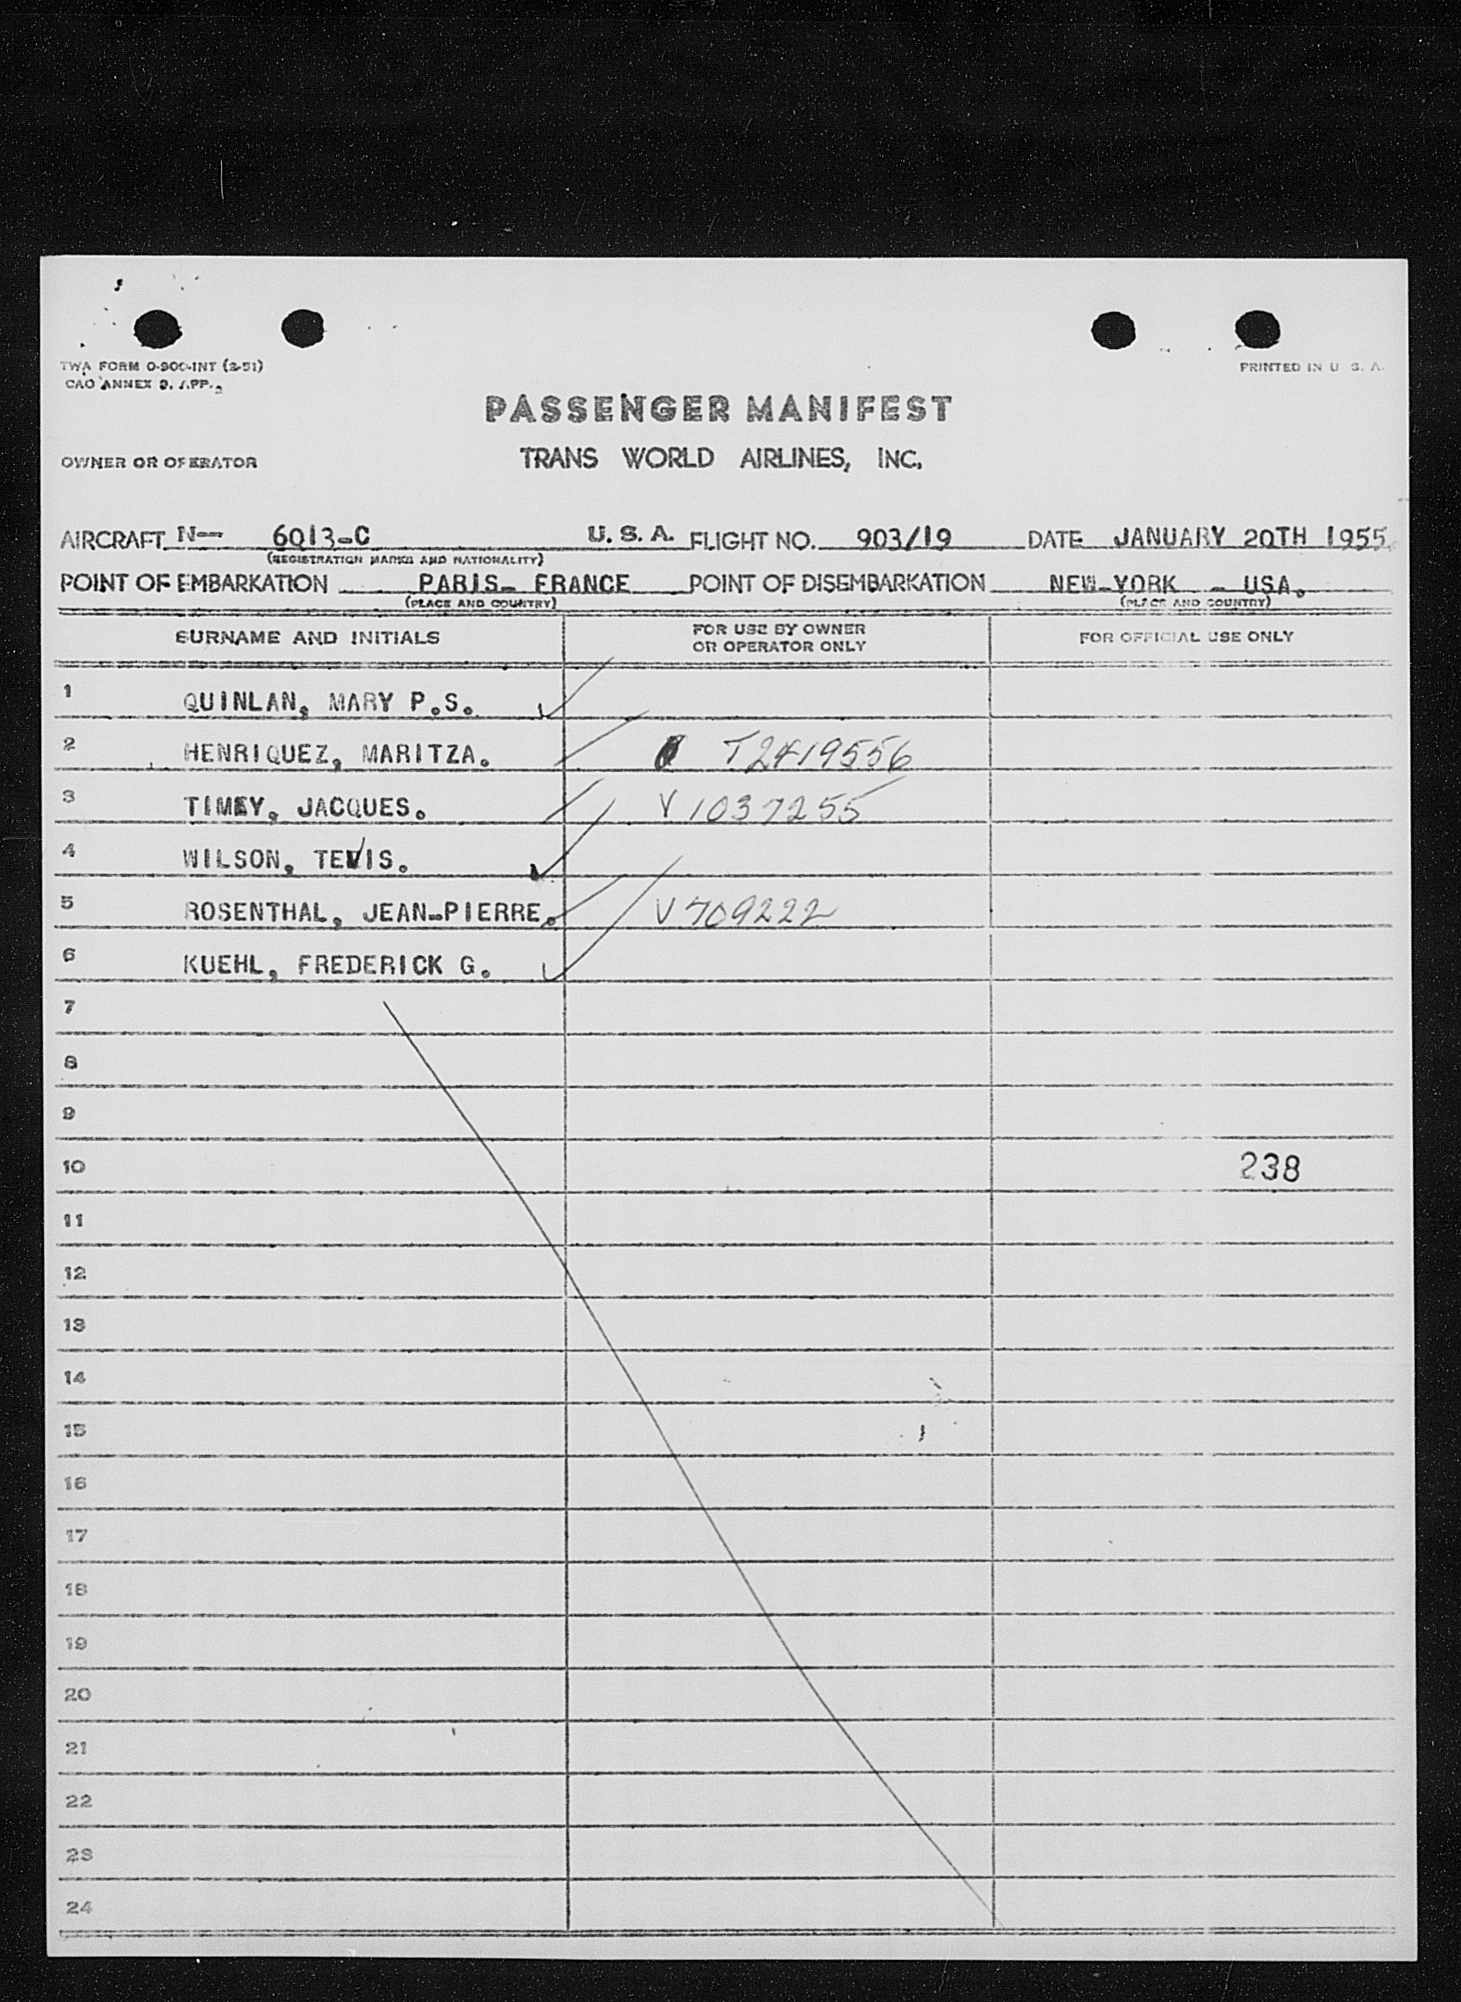 TWA FORM O-900-INT (2-51)
PRINTED IN U. S. A.
CAO ANNEX 9, APP.
PASSENGER MANIFEST
OWNER OR OPERATOR
TRANS WORLD AIRLINES, INC.
AIRCRAFT N— 6013-C U. S. A. FLIGHT NO. 903/19 DATE JANUARY 20TH 1955
(REGISTRATION MARKS AND NATIONALITY)
POINT OF EMBARKATION PARIS- FRANCE POINT OF DISEMBARKATION NEW-YORK - USA.
(PLACE AND COUNTRY) (PLACE AND COUNTRY)
SURNAME AND INITIALS
FOR USE BY OWNER
OR OPERATOR ONLY
FOR OFFICIAL USE ONLY
1 QUINLAN, MARY P.S.
2 HENRIQUEZ, MARITZA. T2419556
3 TIMEY, JACQUES. V1037255
4 WILSON, TEVIS.
5 ROSENTHAL, JEAN-PIERRE. V709222
6 KUEHL, FREDERICK G.
7
8
9
10 238
11
12
13
14
15
16
17
18
19
20
21
22
23
24